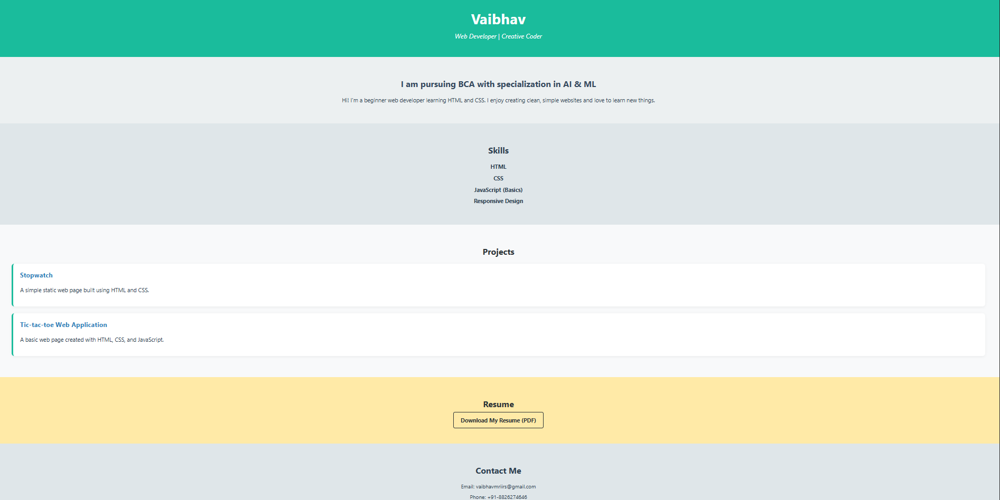 Vaibhav
Web Developer | Creative Coder
I am pursuing BCA with specialization in AI & ML
Hi! I'm a beginner web developer learning HTML and CSS. I enjoy creating clean, simple websites and love to learn new things.
Skills
HTML
CSS
JavaScript (Basics)
Responsive Design
Projects
Stopwatch
A simple static web page built using HTML and CSS.
Tic-tac-toe Web Application
A basic web page created with HTML, CSS, and JavaScript.
Resume
Download My Resume (PDF)
Contact Me
Email: vaibhavmriirs@gmail.com
Phone: +91-8826274646